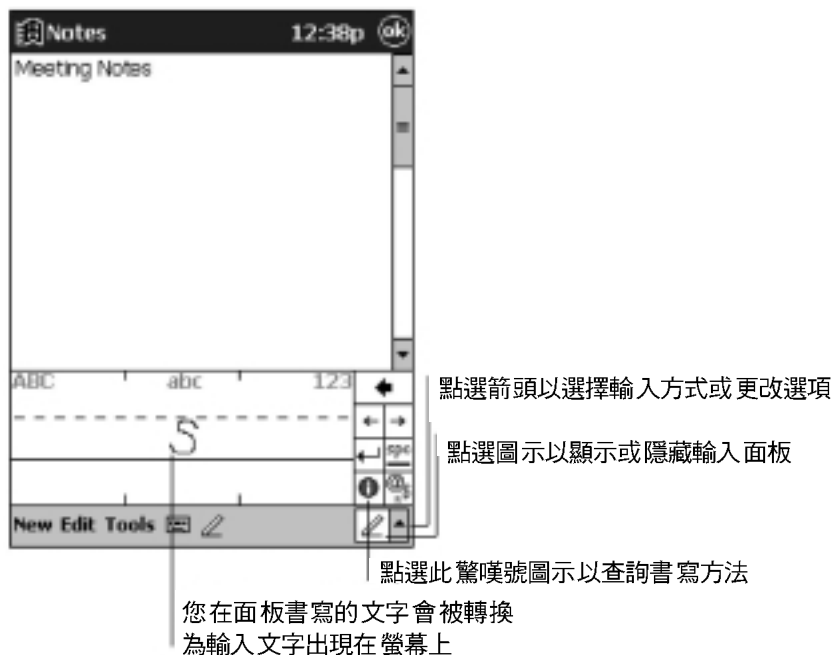 Notes 12:38p ok
Meeting Notes
ABC abc 123
點選箭頭以選擇輸入方式或更改選項
S
spc
點選圖示以顯示或隱藏輸入面板
New Edit Tools
點選此驚嘆號圖示以查詢書寫方法
您在面板書寫的文字會被轉換
為輸入文字出現在螢幕上